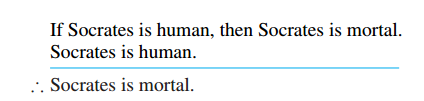 If Socrates is human, then Socrates is mortal.
Socrates is human.
∴ Socrates is mortal.